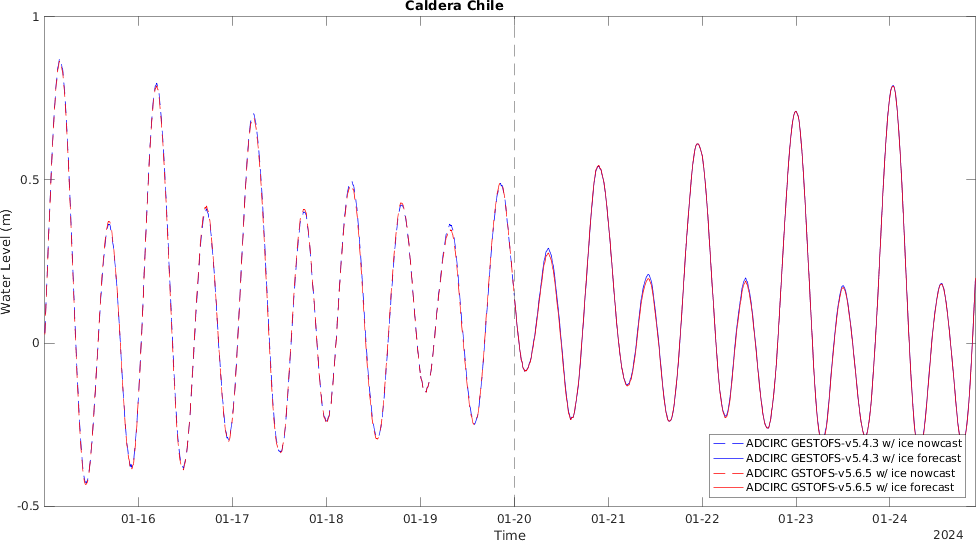 Caldera Chile
1
0.5
0
-0.5
Water Level (m)
01-16 01-17 01-18 01-19 01-20 01-21 01-22 01-23 01-24
Time
2024
ADCIRC GESTOFS-v5.4.3 w/ ice nowcast
ADCIRC GESTOFS-v5.4.3 w/ ice forecast
ADCIRC GSTOFS-v5.6.5 w/ ice nowcast
ADCIRC GSTOFS-v5.6.5 w/ ice forecast